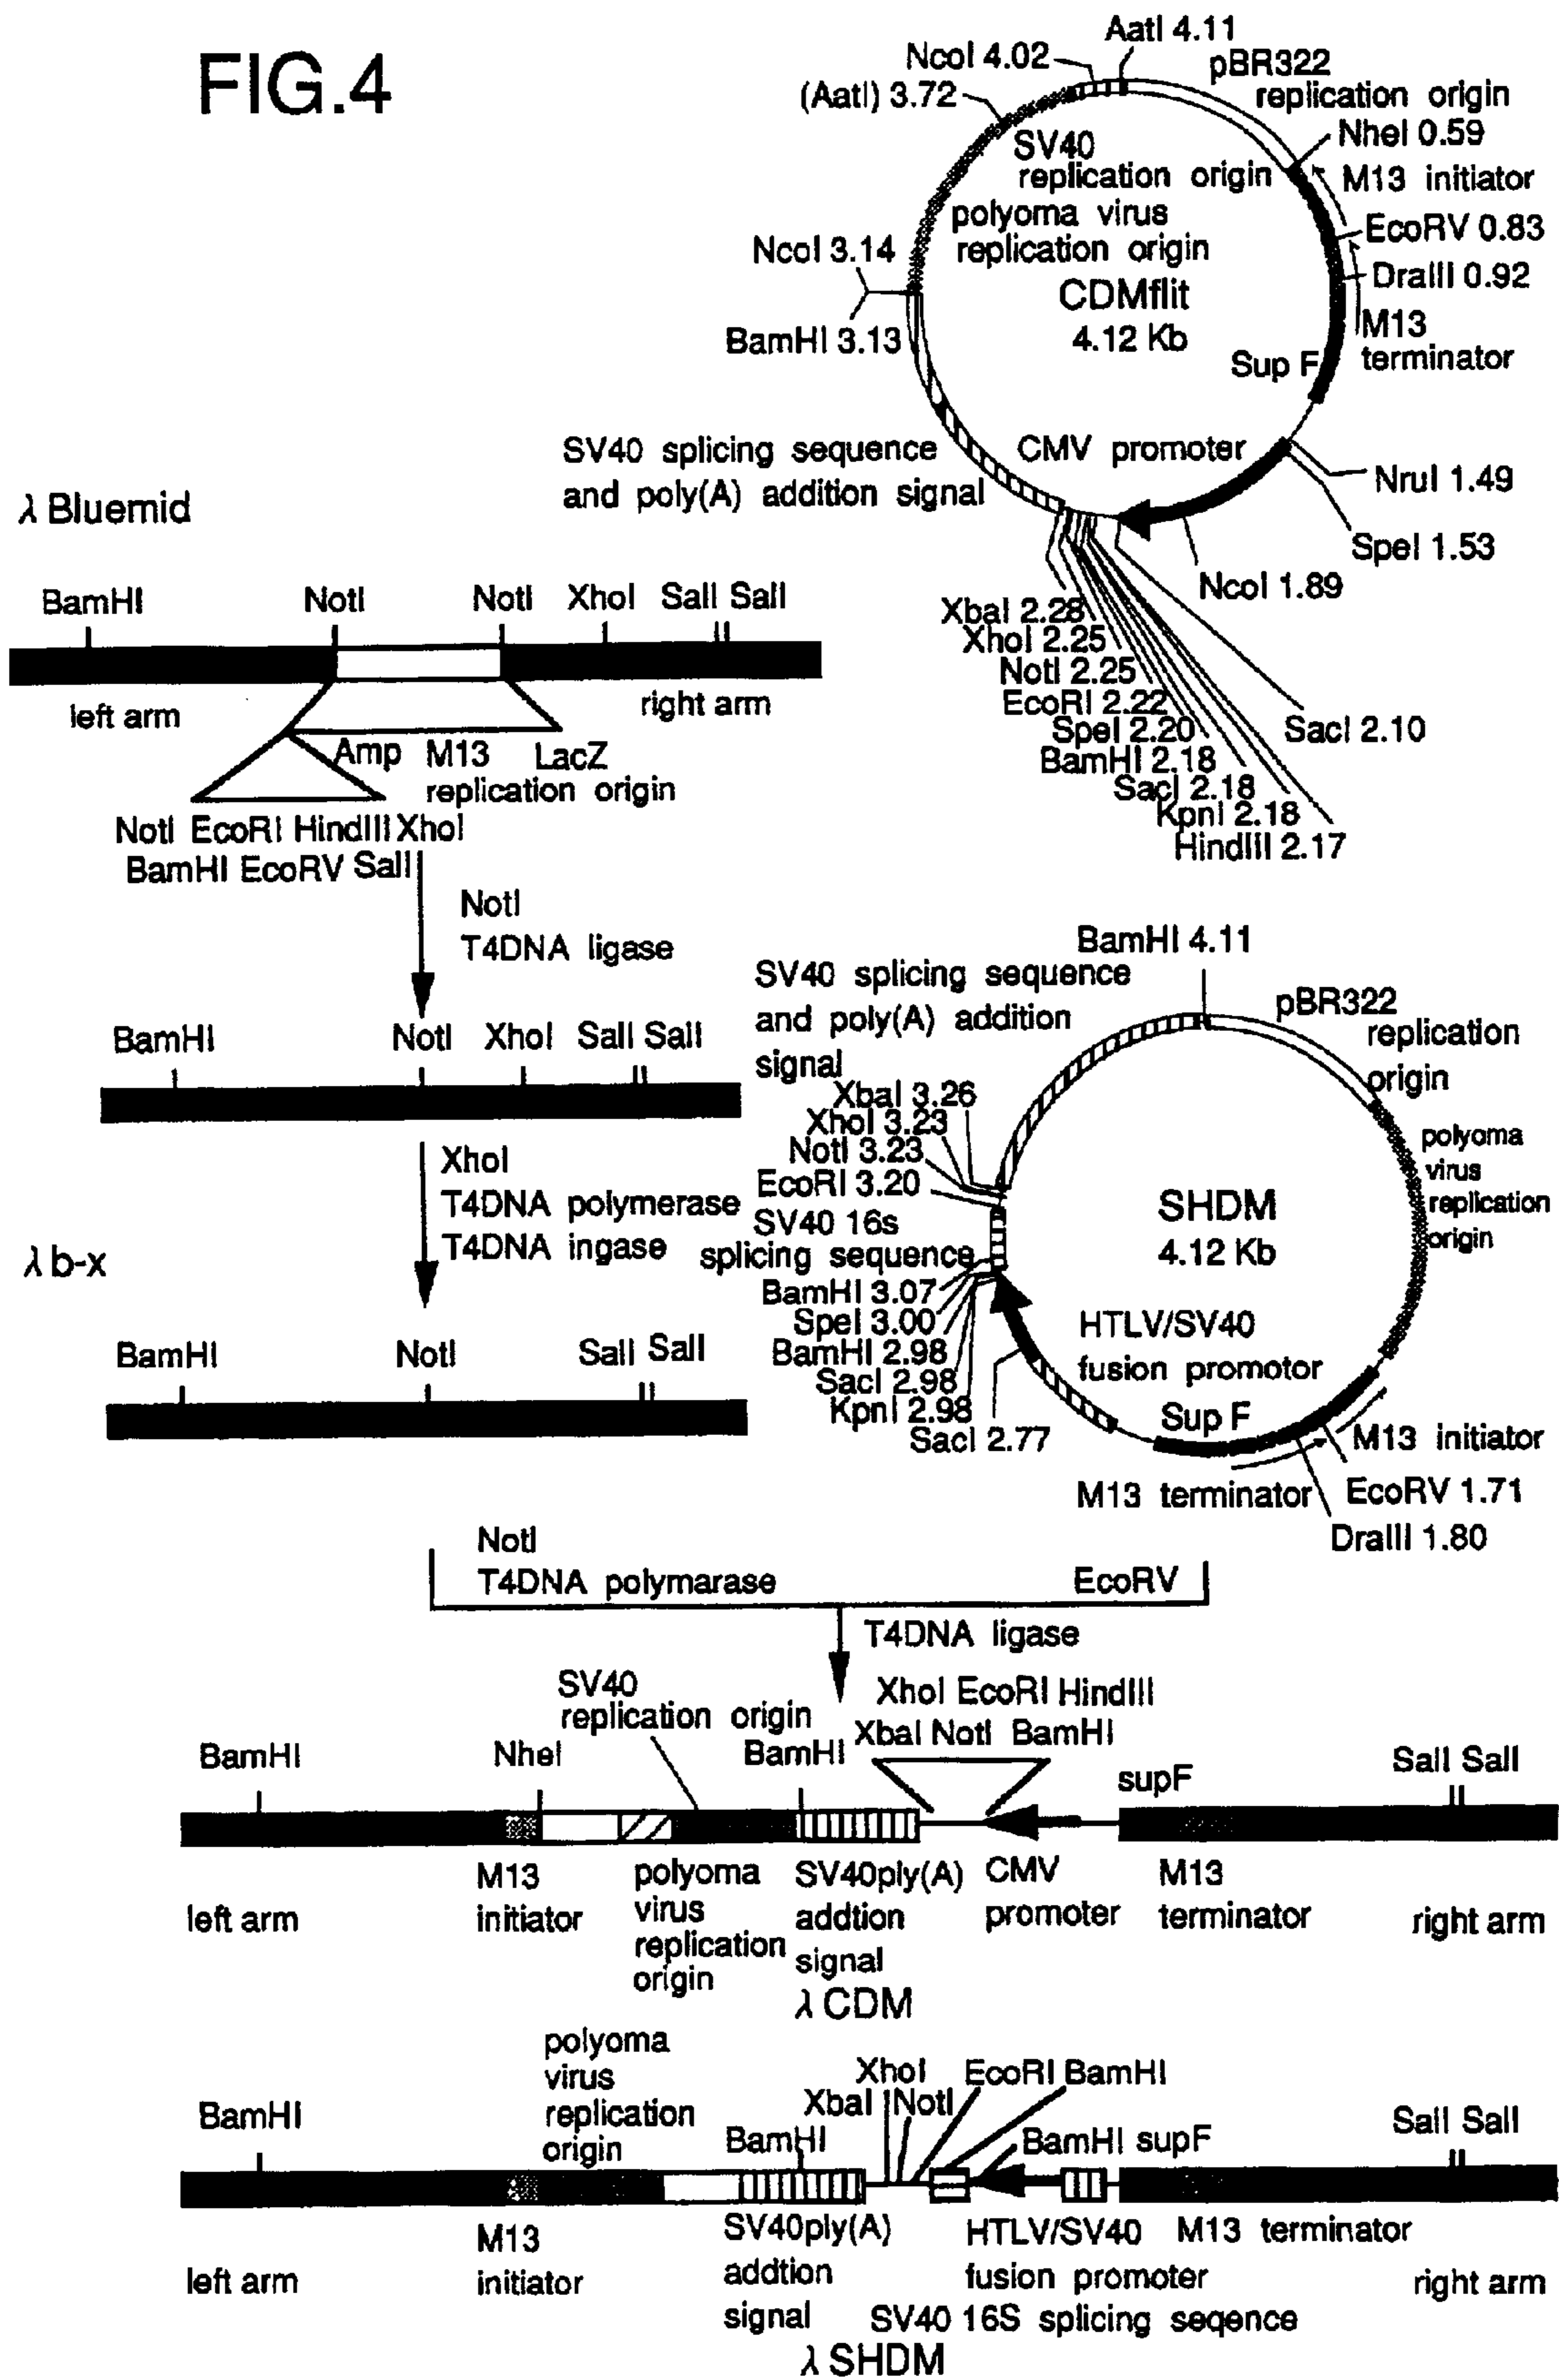 FIG.4
AatI 4.11
NcoI 4.02
pBR322
replication origin
(AatI) 3.72
NheI 0.59
SV40
replication origin
M13 initiator
polyoma virus
replication origin
EcoRV 0.83
NcoI 3.14
DraIII 0.92
CDMflit
4.12 Kb
BamHI 3.13
M13
terminator
Sup F
SV40 splicing sequence
and poly(A) addition signal
CMV promoter
NruI 1.49
SpeI 1.53
NcoI 1.89
XbaI 2.28
XhoI 2.25
NotI 2.25
EcoRI 2.22
SpeI 2.20
BamHI 2.18
SacI 2.18
KpnI 2.18
HindIII 2.17
SacI 2.10
λ Bluemid
BamHI NotI NotI XhoI SalI SalI
left arm
right arm
Amp M13 LacZ
replication origin
NotI EcoRI HindIII XhoI
BamHI EcoRV SalI
NotI
T4DNA ligase
BamHI NotI XhoI SalI SalI
XhoI
T4DNA polymerase
T4DNA ingase
λ b-x
BamHI NotI SalI SalI
BamHI 4.11
SV40 splicing sequence
and poly(A) addition
signal
pBR322
replication
origin
XbaI 3.26
XhoI 3.23
NotI 3.23
EcoRI 3.20
polyoma
virus
replication
origin
SHDM
4.12 Kb
SV40 16s
splicing sequence
BamHI 3.07
SpeI 3.00
BamHI 2.98
SacI 2.98
KpnI 2.98
SacI 2.77
HTLV/SV40
fusion promotor
Sup F
M13 initiator
M13 terminator
EcoRV 1.71
DraIII 1.80
NotI
T4DNA polymarase
EcoRV
T4DNA ligase
SV40
replication origin
XhoI EcoRI HindIII
XbaI NotI BamHI
BamHI NheI BamHI
supF
SalI SalI
left arm
M13
initiator
polyoma
virus
replication
origin
SV40ply(A)
addtion
signal
CMV
promoter
M13
terminator
right arm
λ CDM
polyoma
virus
replication
origin
BamHI
BamHI
XhoI
XbaI NotI
EcoRI BamHI
BamHI supF
SalI SalI
left arm
M13
initiator
SV40ply(A)
addtion
signal
HTLV/SV40
fusion promoter
M13 terminator
right arm
SV40 16S splicing seqence
λ SHDM